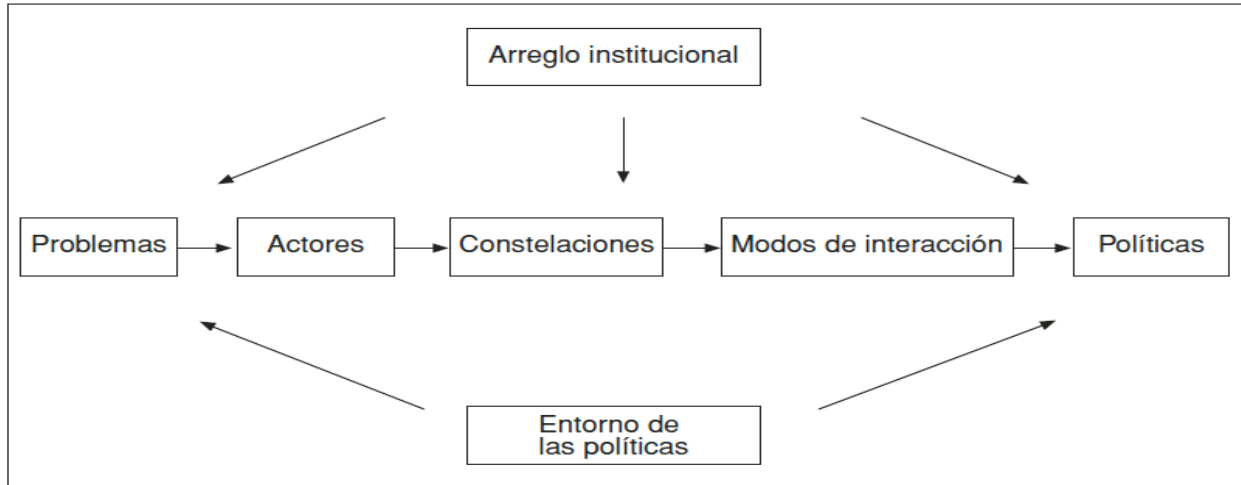 Arreglo institucional
Problemas
Actores
Constelaciones
Modos de interacción
Políticas
Entorno de
las políticas